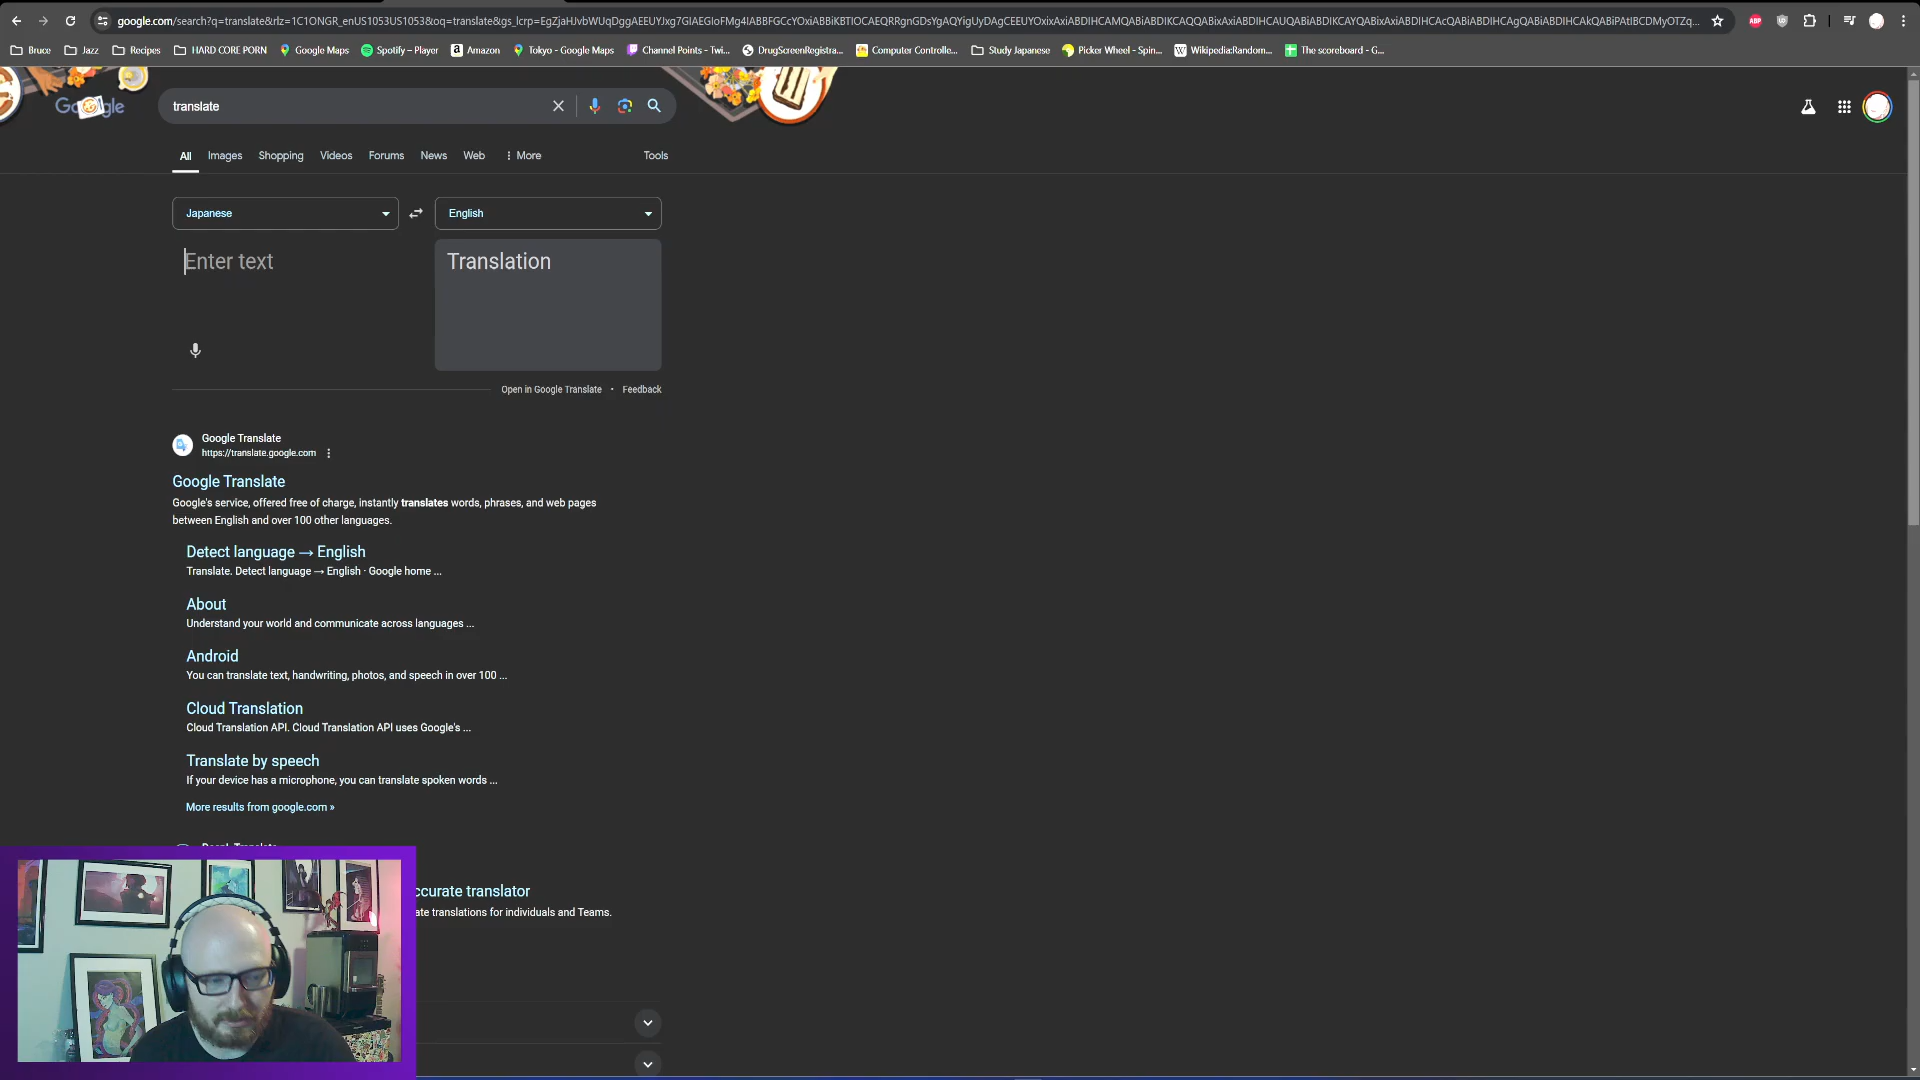 google.com/search?q=translate&rlz=1C1ONGR_enUS1053US1053&oq=translate&gs_lcrp=
Bruce
Jazz
Recipes
HARD CORE PORN
Google Maps
Spotify – Player
Amazon
Tokyo - Google Maps
Channel Points - Twi...
DrugScreenRegistra...
Computer Controlle...
Study Japanese
Picker Wheel - Spin...
Wikipedia:Random...
The scoreboard - G...
translate
All
Images
Shopping
Videos
Forums
News
Web
More
Tools
Japanese
English
Enter text
Translation
Open in Google Translate • Feedback
Google Translate
https://translate.google.com
Google Translate
Google's service, offered free of charge, instantly translates words, phrases, and web pages
between English and over 100 other languages.
Detect language → English
Translate. Detect language → English · Google home ...
About
Understand your world and communicate across languages ...
Android
You can translate text, handwriting, photos, and speech in over 100 ...
Cloud Translation
Cloud Translation API. Cloud Translation API uses Google's ...
Translate by speech
If your device has a microphone, you can translate spoken words ...
More results from google.com »
ccurate translator
ate translations for individuals and Teams.